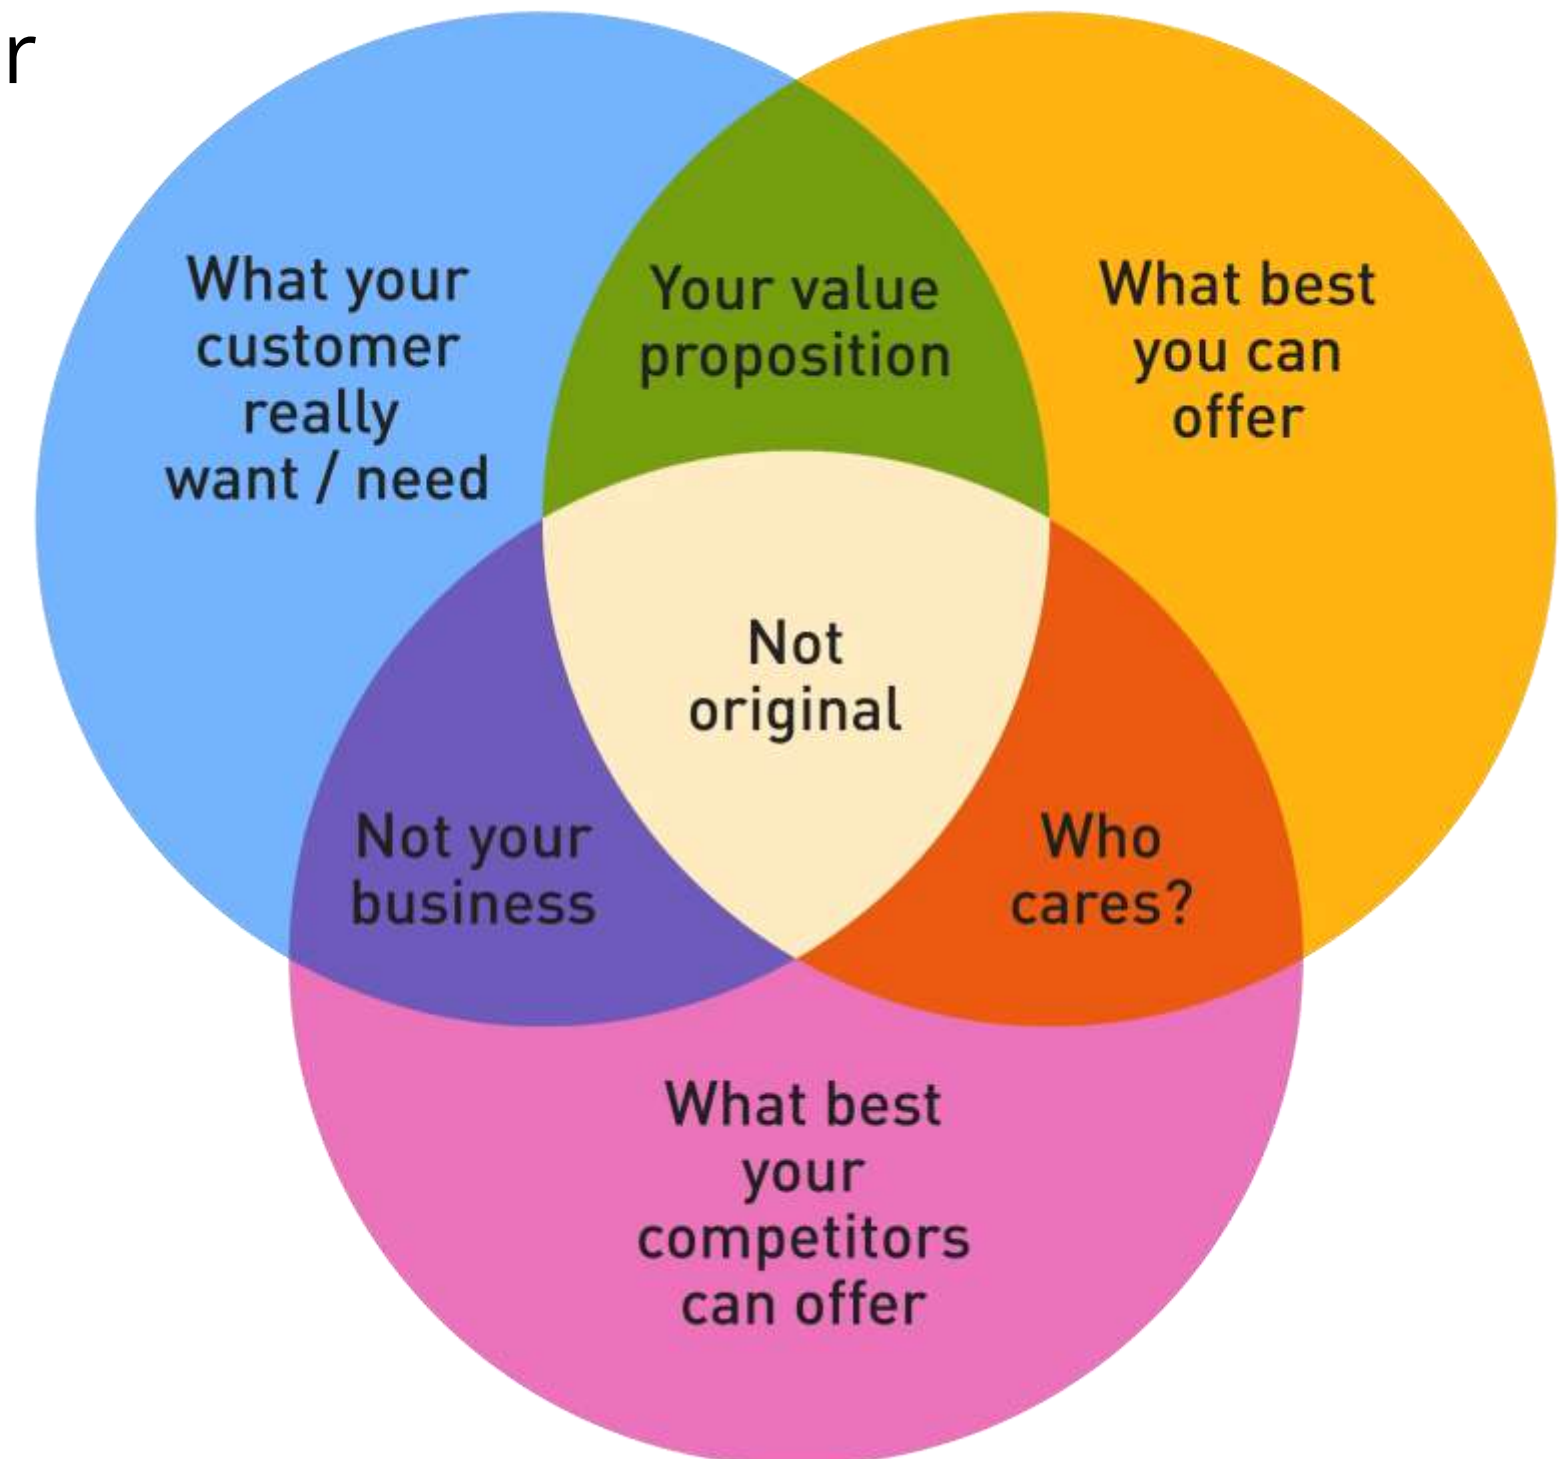 r
What your
customer
really
want / need
Your value
proposition
What best
you can
offer
Not
original
Not your
business
Who
cares?
What best
your
competitors
can offer